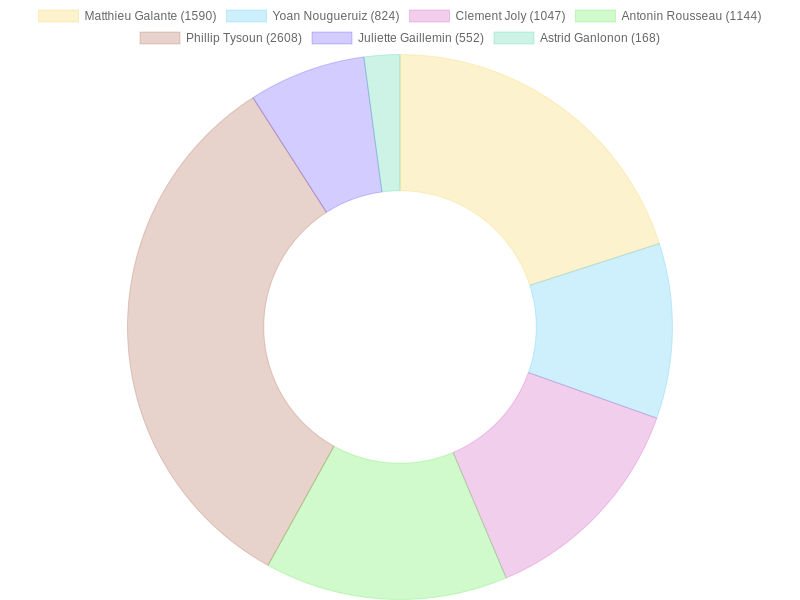 Matthieu Galante (1590) Yoan Nougueruiz (824) Clement Joly (1047) Antonin Rousseau (1144)
Phillip Tysoun (2608) Juliette Gaillemin (552) Astrid Ganlonon (168)